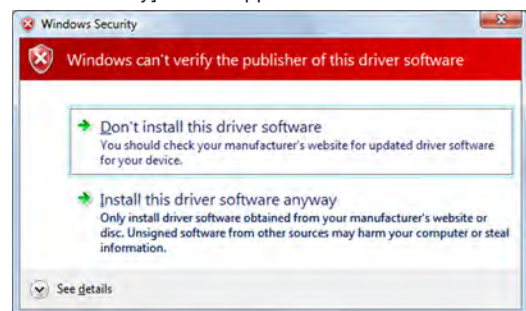 Windows Security
Windows can't verify the publisher of this driver software
Don't install this driver software
You should check your manufacturer's website for updated driver software
for your device.
Install this driver software anyway
Only install driver software obtained from your manufacturer's website or
disc. Unsigned software from other sources may harm your computer or steal
information.
See details